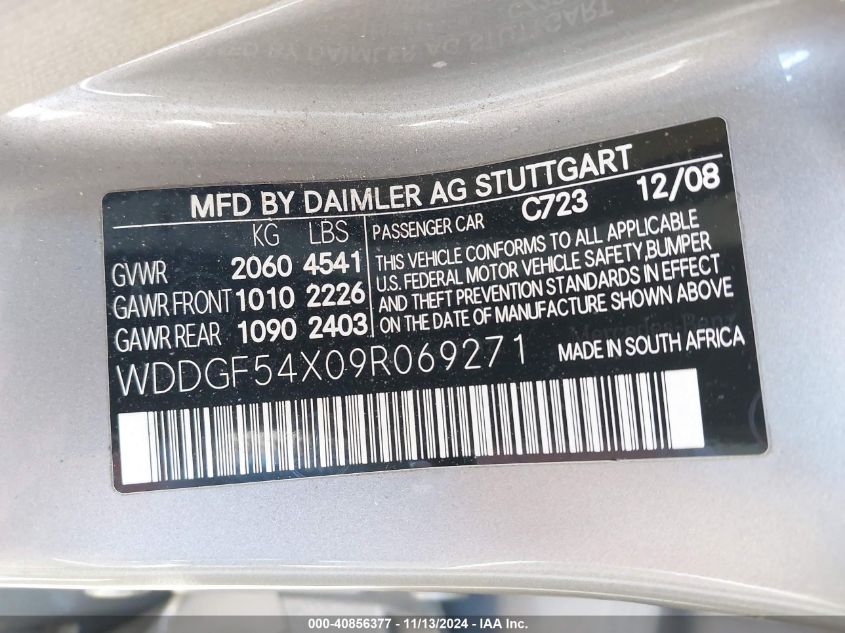 MFD BY DAIMLER AG STUTTGART
C723 12/08
KG LBS PASSENGER CAR
GVWR 2060 4541
GAWR FRONT 1010 2226
GAWR REAR 1090 2403
THIS VEHICLE CONFORMS TO ALL APPLICABLE
U.S. FEDERAL MOTOR VEHICLE SAFETY, BUMPER
AND THEFT PREVENTION STANDARDS IN EFFECT
ON THE DATE OF MANUFACTURE SHOWN ABOVE
Mercedes-Benz
WDDGF54X09R069271 MADE IN SOUTH AFRICA
000-40856377 - 11/13/2024 - IAA Inc.